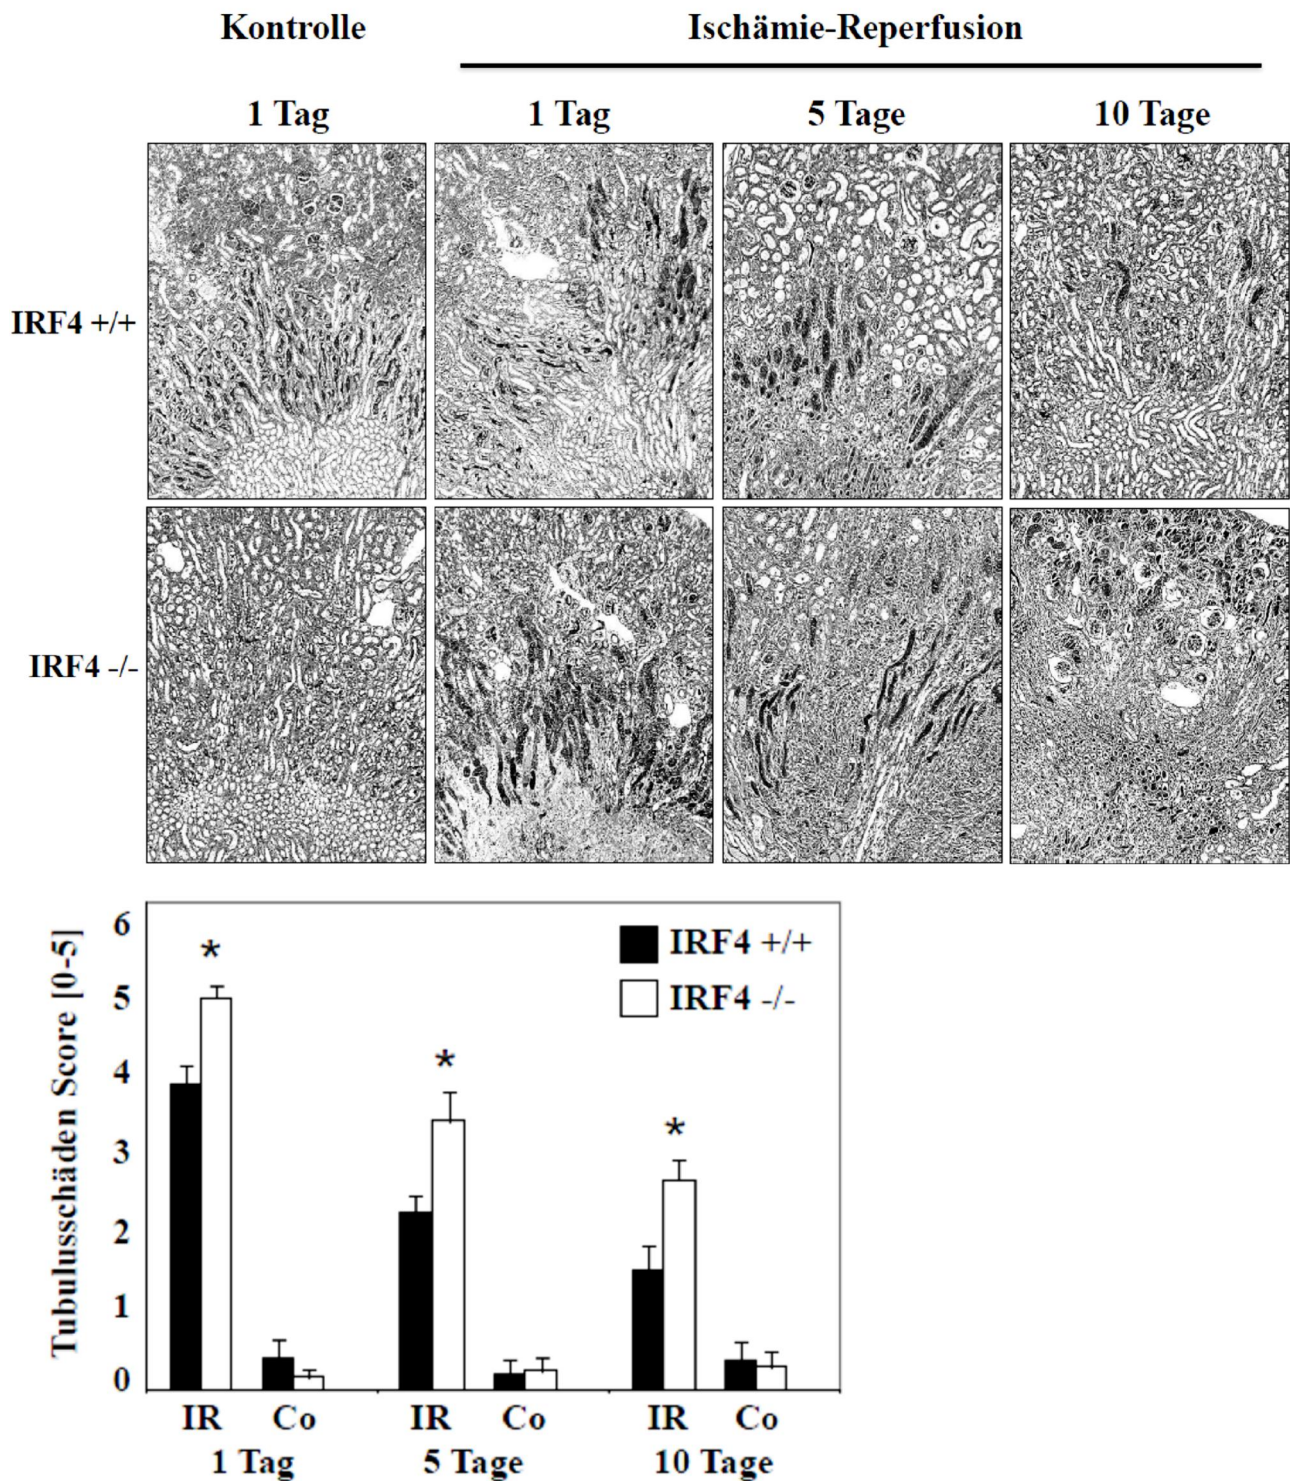 Kontrolle
Ischämie-Reperfusion
1 Tag
1 Tag
5 Tage
10 Tage
IRF4 +/+
IRF4 -/-
Tubulusschäden Score [0-5]
6
5
4
3
2
1
0
*
*
*
IRF4 +/+
IRF4 -/-
IR Co IR Co IR Co
1 Tag 5 Tage 10 Tage